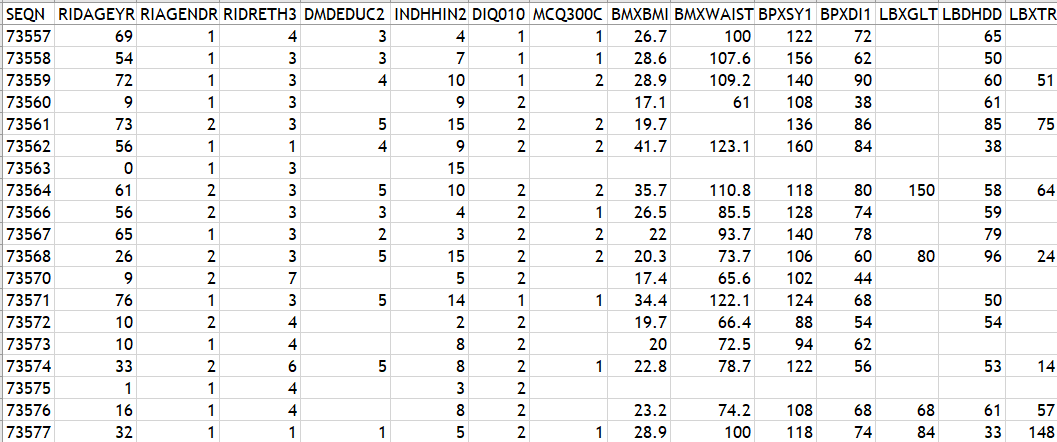 SEQN RIDAGEYR RIAGENDR RIDRETH3 DMDEDUC2 INDHHIN2 DIQ010 MCQ300C BMXBMI BMXWAIST BPXSY1 BPXDI1 LBXGLT LBDHDD LBXTR
73557 69 1 4 3 4 1 1 26.7 100 122 72 65
73558 54 1 3 3 7 1 1 28.6 107.6 156 62 50
73559 72 1 3 4 10 1 2 28.9 109.2 140 90 60 51
73560 9 1 3 9 2 17.1 61 108 38 61
73561 73 2 3 5 15 2 2 19.7 136 86 85 75
73562 56 1 1 4 9 2 2 41.7 123.1 160 84 38
73563 0 1 3 15
73564 61 2 3 5 10 2 2 35.7 110.8 118 80 150 58 64
73566 56 2 3 3 4 2 1 26.5 85.5 128 74 59
73567 65 1 3 2 3 2 2 22 93.7 140 78 79
73568 26 2 3 5 15 2 2 20.3 73.7 106 60 80 96 24
73570 9 2 7 5 2 17.4 65.6 102 44
73571 76 1 3 5 14 1 1 34.4 122.1 124 68 50
73572 10 2 4 2 2 19.7 66.4 88 54 54
73573 10 1 4 8 2 20 72.5 94 62
73574 33 2 6 5 8 2 1 22.8 78.7 122 56 53 14
73575 1 1 4 3 2
73576 16 1 4 8 2 23.2 74.2 108 68 68 61 57
73577 32 1 1 1 5 2 1 28.9 100 118 74 84 33 148